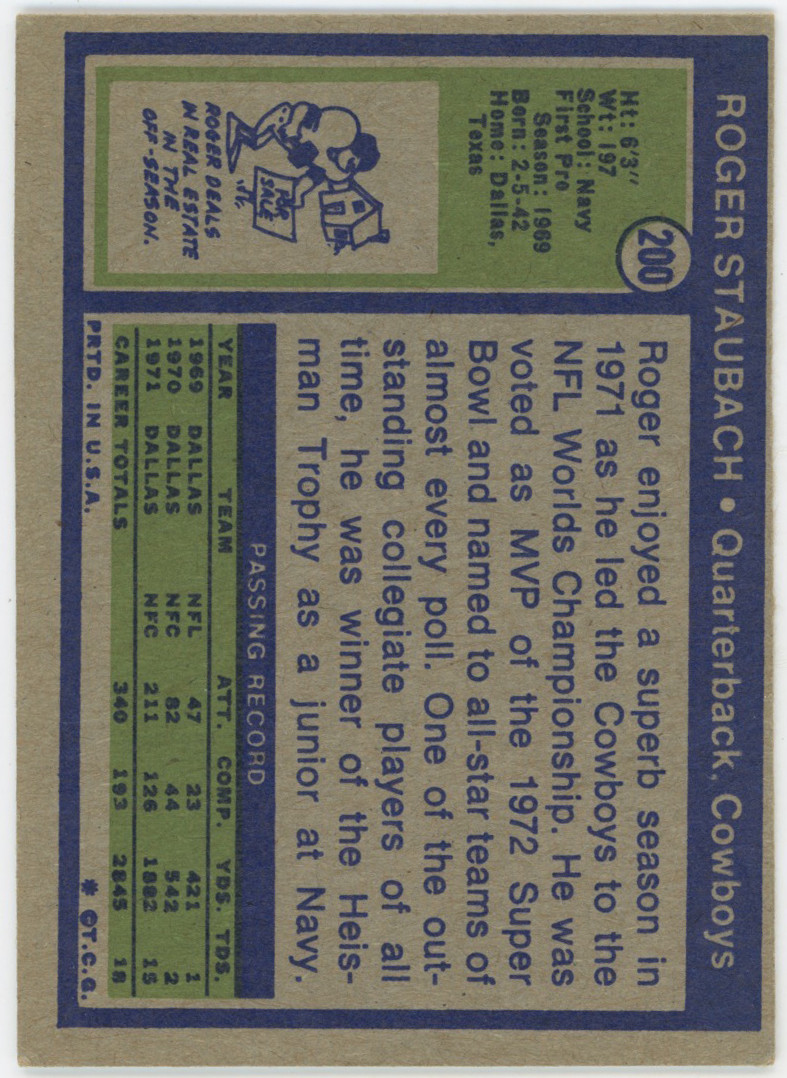 ROGER STAUBACH • Quarterback, Cowboys
200
Ht: 6'3"
Wt: 197
School: Navy
First Pro
Season: 1969
Born: 2-5-42
Home: Dallas,
Texas
FOR
SALE
ROGER DEALS
IN REAL ESTATE
IN THE
OFF-SEASON.
Roger enjoyed a superb season in
1971 as he led the Cowboys to the
NFL Worlds Championship. He was
voted as MVP of the 1972 Super
Bowl and named to all-star teams of
almost every poll. One of the out-
standing collegiate players of all
time, he was winner of the Heis-
man Trophy as a junior at Navy.
PASSING RECORD
YEAR TEAM ATT. COMP. YDS. TDS.
1969 DALLAS NFL 47 23 421 1
1970 DALLAS NFC 82 44 542 2
1971 DALLAS NFC 211 126 1882 15
CAREER TOTALS 340 193 2845 18
PRTD. IN U.S.A. * ©T.C.G.